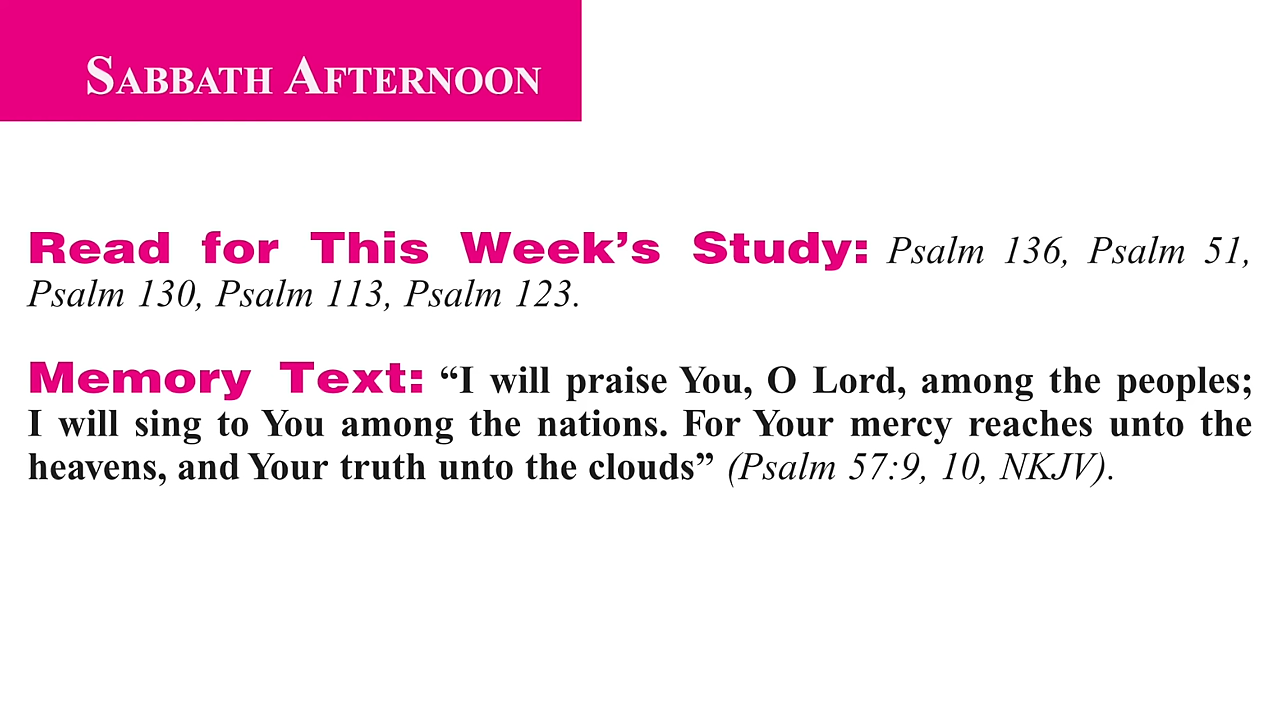 SABBATH AFTERNOON
Read for This Week’s Study: Psalm 136, Psalm 51,
Psalm 130, Psalm 113, Psalm 123.
Memory Text: “I will praise You, O Lord, among the peoples;
I will sing to You among the nations. For Your mercy reaches unto the
heavens, and Your truth unto the clouds” (Psalm 57:9, 10, NKJV).